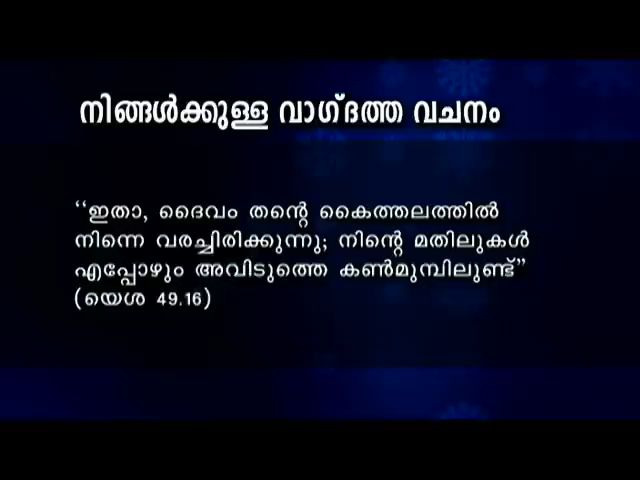 നിങ്ങൾക്കുള്ള വാഗ്ദത്ത വചനം
‘‘ഇതാ, ദൈവം തന്റെ കൈത്തലത്തിൽ
നിന്നെ വരച്ചിരിക്കുന്നു; നിന്റെ മതിലുകൾ
എപ്പോഴും അവിടുത്തെ കൺമുമ്പിലുണ്ട്’’
(യെശ 49.16)